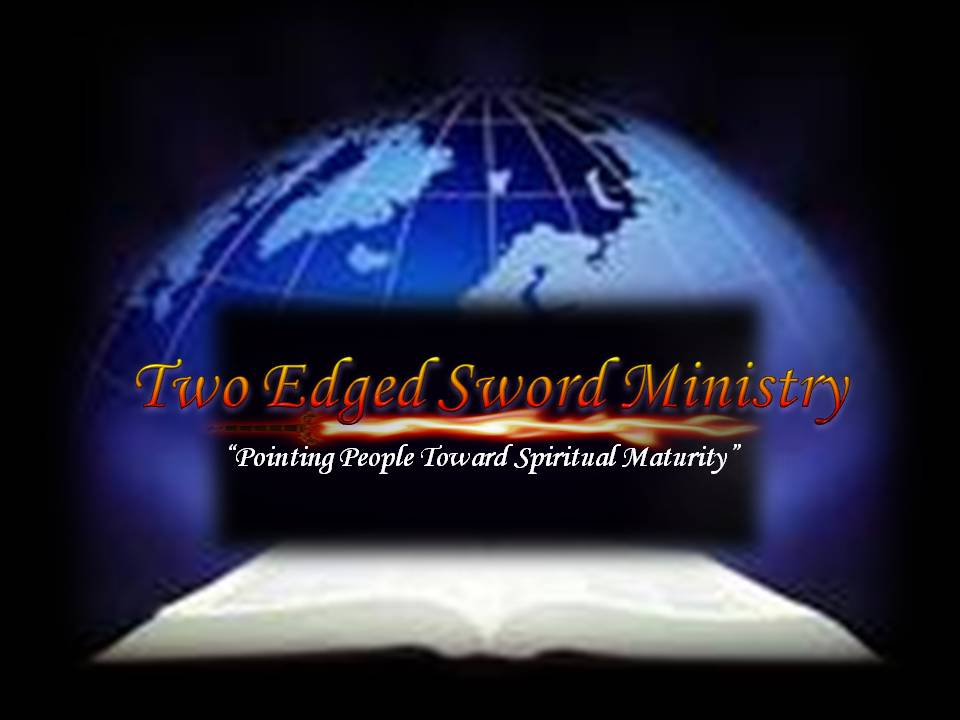 Two Edged Sword Ministry
“Pointing People Toward Spiritual Maturity”